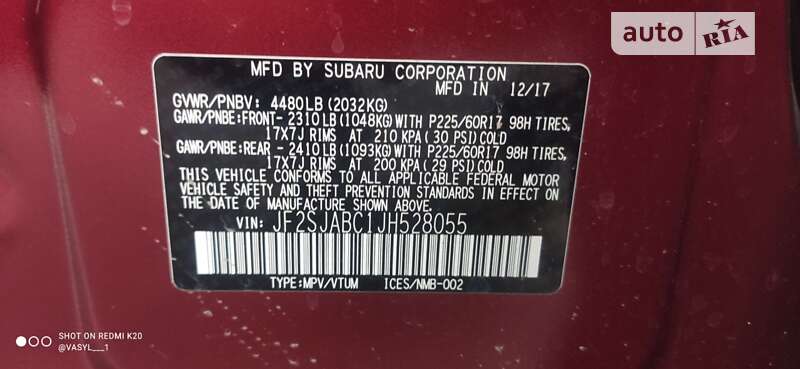 auto RIA
MFD BY SUBARU CORPORATION
MFD IN 12/17
GVWR/PNBV: 4480LB(2032KG)
GAWR/PNBE:FRONT- 2310LB(1048KG)WITH P225/60R17 98H TIRES,
17X7J RIMS AT 210 KPA(30 PSI)COLD
GAWR/PNBE:REAR - 2410LB(1093KG)WITH P225/60R17 98H TIRES,
17X7J RIMS AT 200 KPA(29 PSI)COLD
THIS VEHICLE CONFORMS TO ALL APPLICABLE FEDERAL MOTOR
VEHICLE SAFETY AND THEFT PREVENTION STANDARDS IN EFFECT ON
THE DATE OF MANUFACTURE SHOWN ABOVE.
VIN: JF2SJABC1JH528055
TYPE:MPV/VTUM ICES/NMB-002
SHOT ON REDMI K20
@VASYL___1